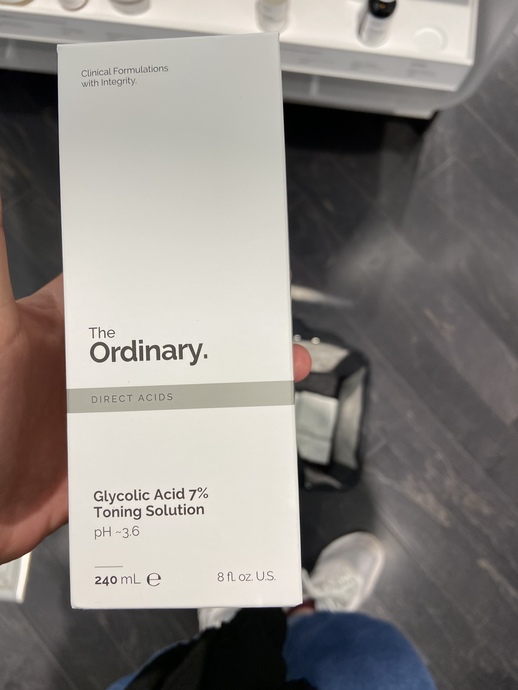 Clinical Formulations
with Integrity.
The
Ordinary.
DIRECT ACIDS
Glycolic Acid 7%
Toning Solution
pH ~3.6
240 mL ℮
8 fl. oz. U.S.